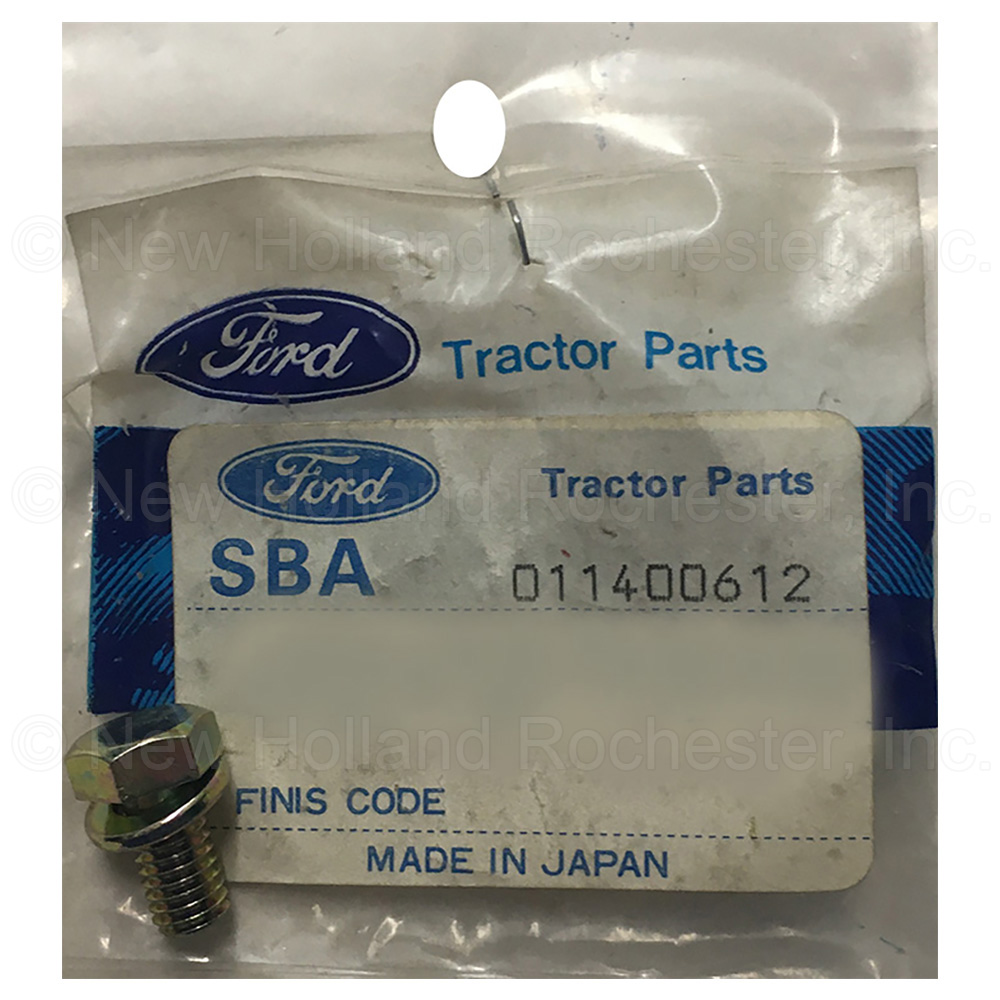 © New Holland Rochester, Inc.
Ford Tractor Parts
Ford Tractor Parts
© New Holland Rochester, Inc.
SBA 011400612
© New Holland Rochester, Inc.
FINIS CODE
MADE IN JAPAN